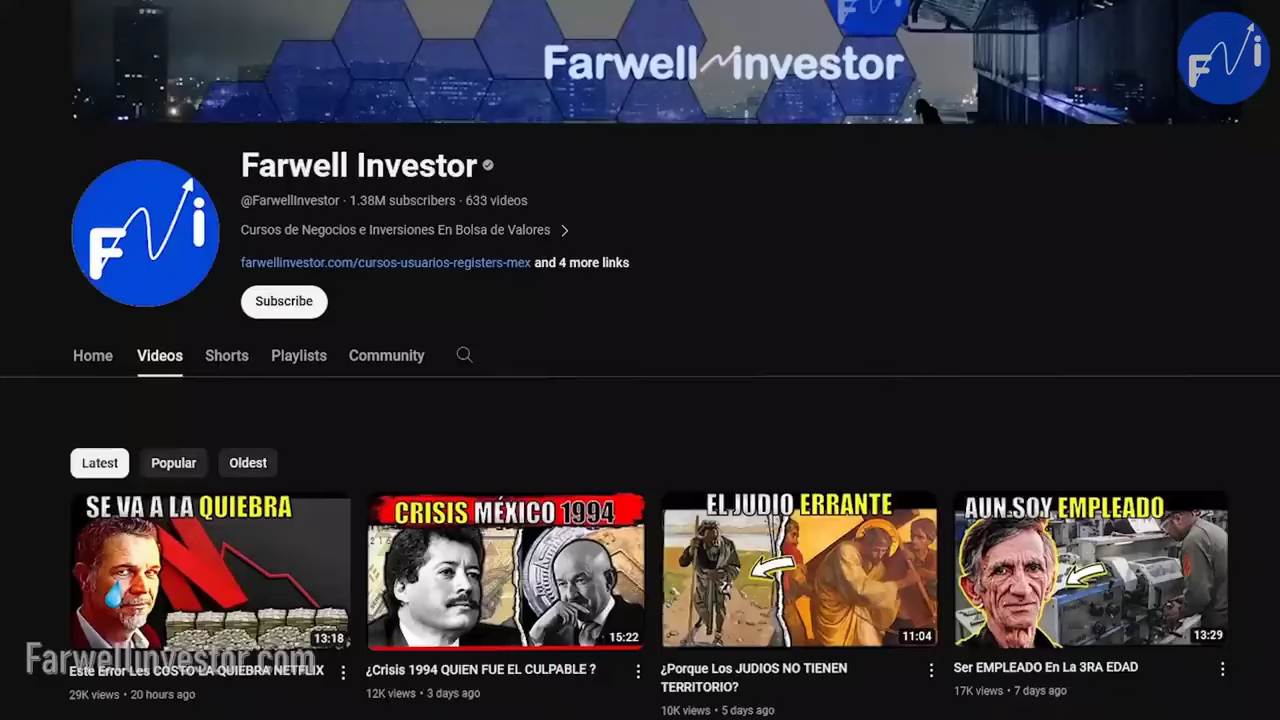 Farwell investor
F i
F i
Farwell Investor
@FarwellInvestor · 1.38M subscribers · 633 videos
Cursos de Negocios e Inversiones En Bolsa de Valores
farwellinvestor.com/cursos-usuarios-registers-mex and 4 more links
F i
Subscribe
Home Videos Shorts Playlists Community
Latest Popular Oldest
SE VA A LA QUIEBRA
13:18
Este Error Les COSTO LA QUIEBRA NETFLIX
29K views • 20 hours ago
CRISIS MÉXICO 1994
15:22
¿Crisis 1994 QUIEN FUE EL CULPABLE ?
12K views • 3 days ago
EL JUDIO ERRANTE
11:04
¿Porque Los JUDIOS NO TIENEN
TERRITORIO?
10K views • 5 days ago
AUN SOY EMPLEADO
13:29
Ser EMPLEADO En La 3RA EDAD
17K views • 7 days ago
FarwellInvestor.com